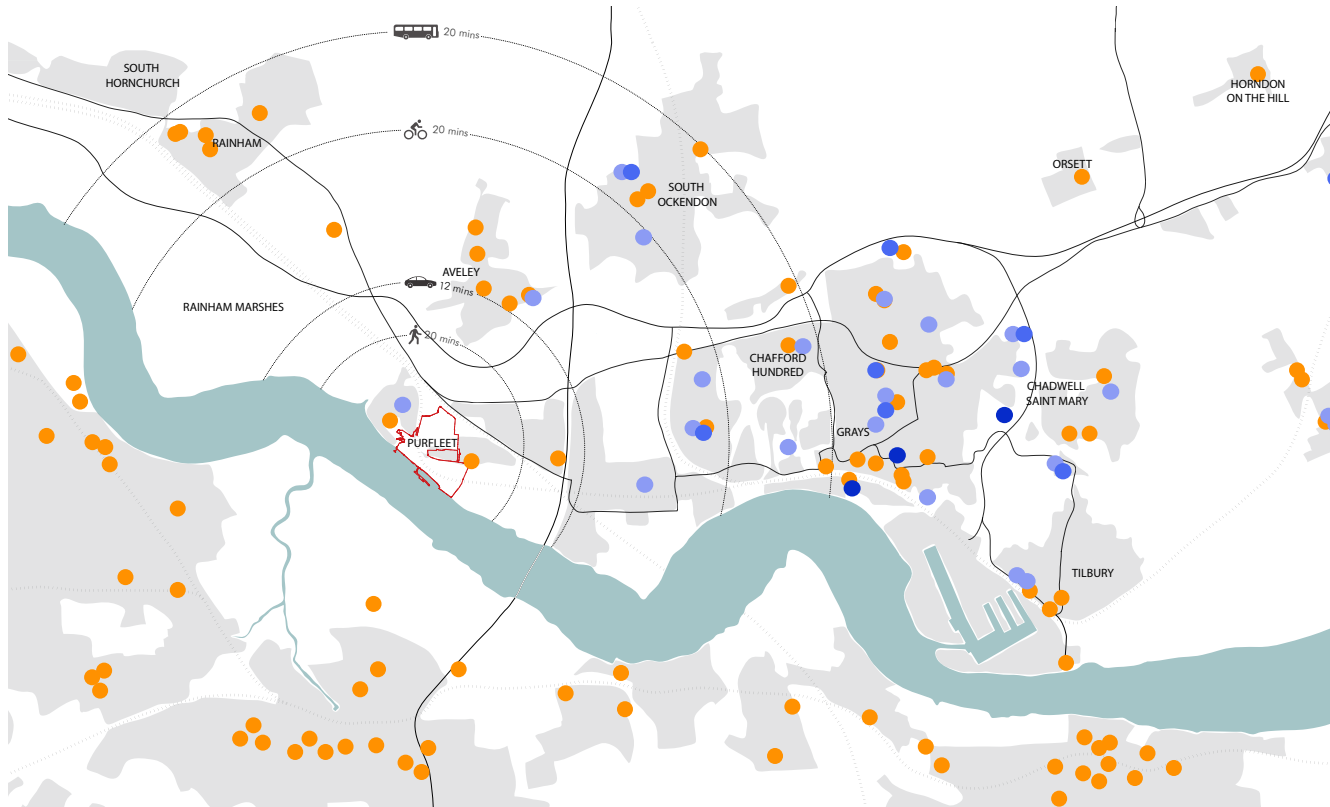 20 mins
SOUTH
HORNCHURCH
HORNDON
ON THE HILL
20 mins
RAINHAM
ORSETT
SOUTH
OCKENDON
AVELEY
12 mins
RAINHAM MARSHES
20 mins
CHAFFORD
HUNDRED
CHADWELL
SAINT MARY
GRAYS
PURFLEET
TILBURY